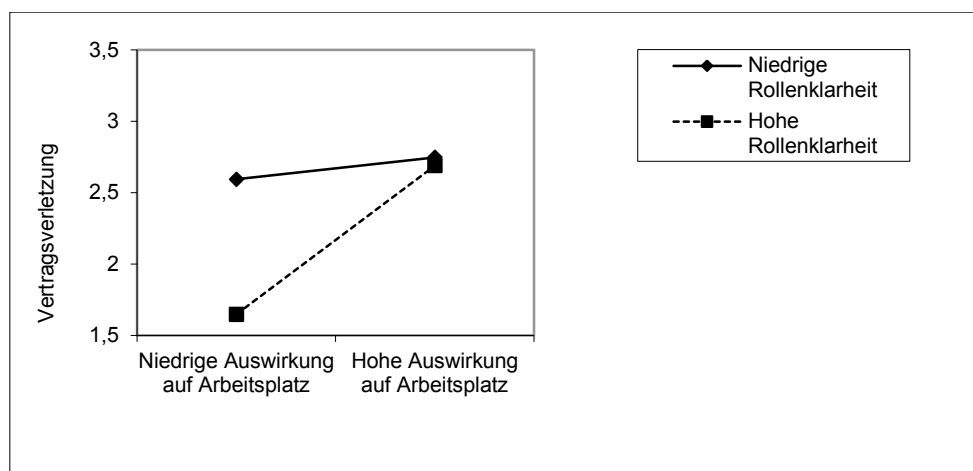 3,5
3
2,5
2
1,5
Vertragsverletzung
Niedrige Auswirkung
auf Arbeitsplatz
Hohe Auswirkung
auf Arbeitsplatz
Niedrige
Rollenklarheit
Hohe
Rollenklarheit